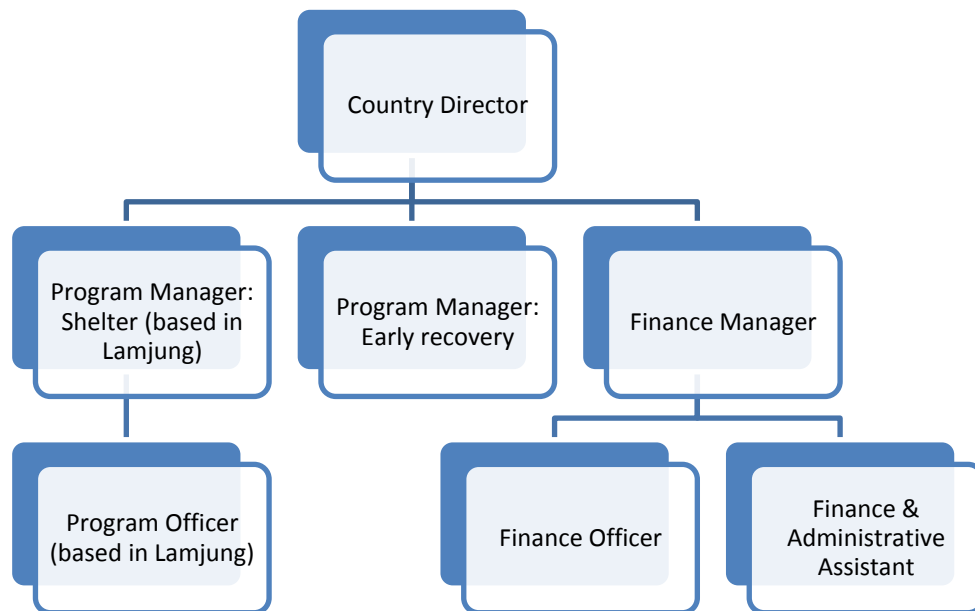 Country Director
Program Manager:
Shelter (based in
Lamjung)
Program Manager:
Early recovery
Finance Manager
Program Officer
(based in Lamjung)
Finance Officer
Finance &
Administrative
Assistant